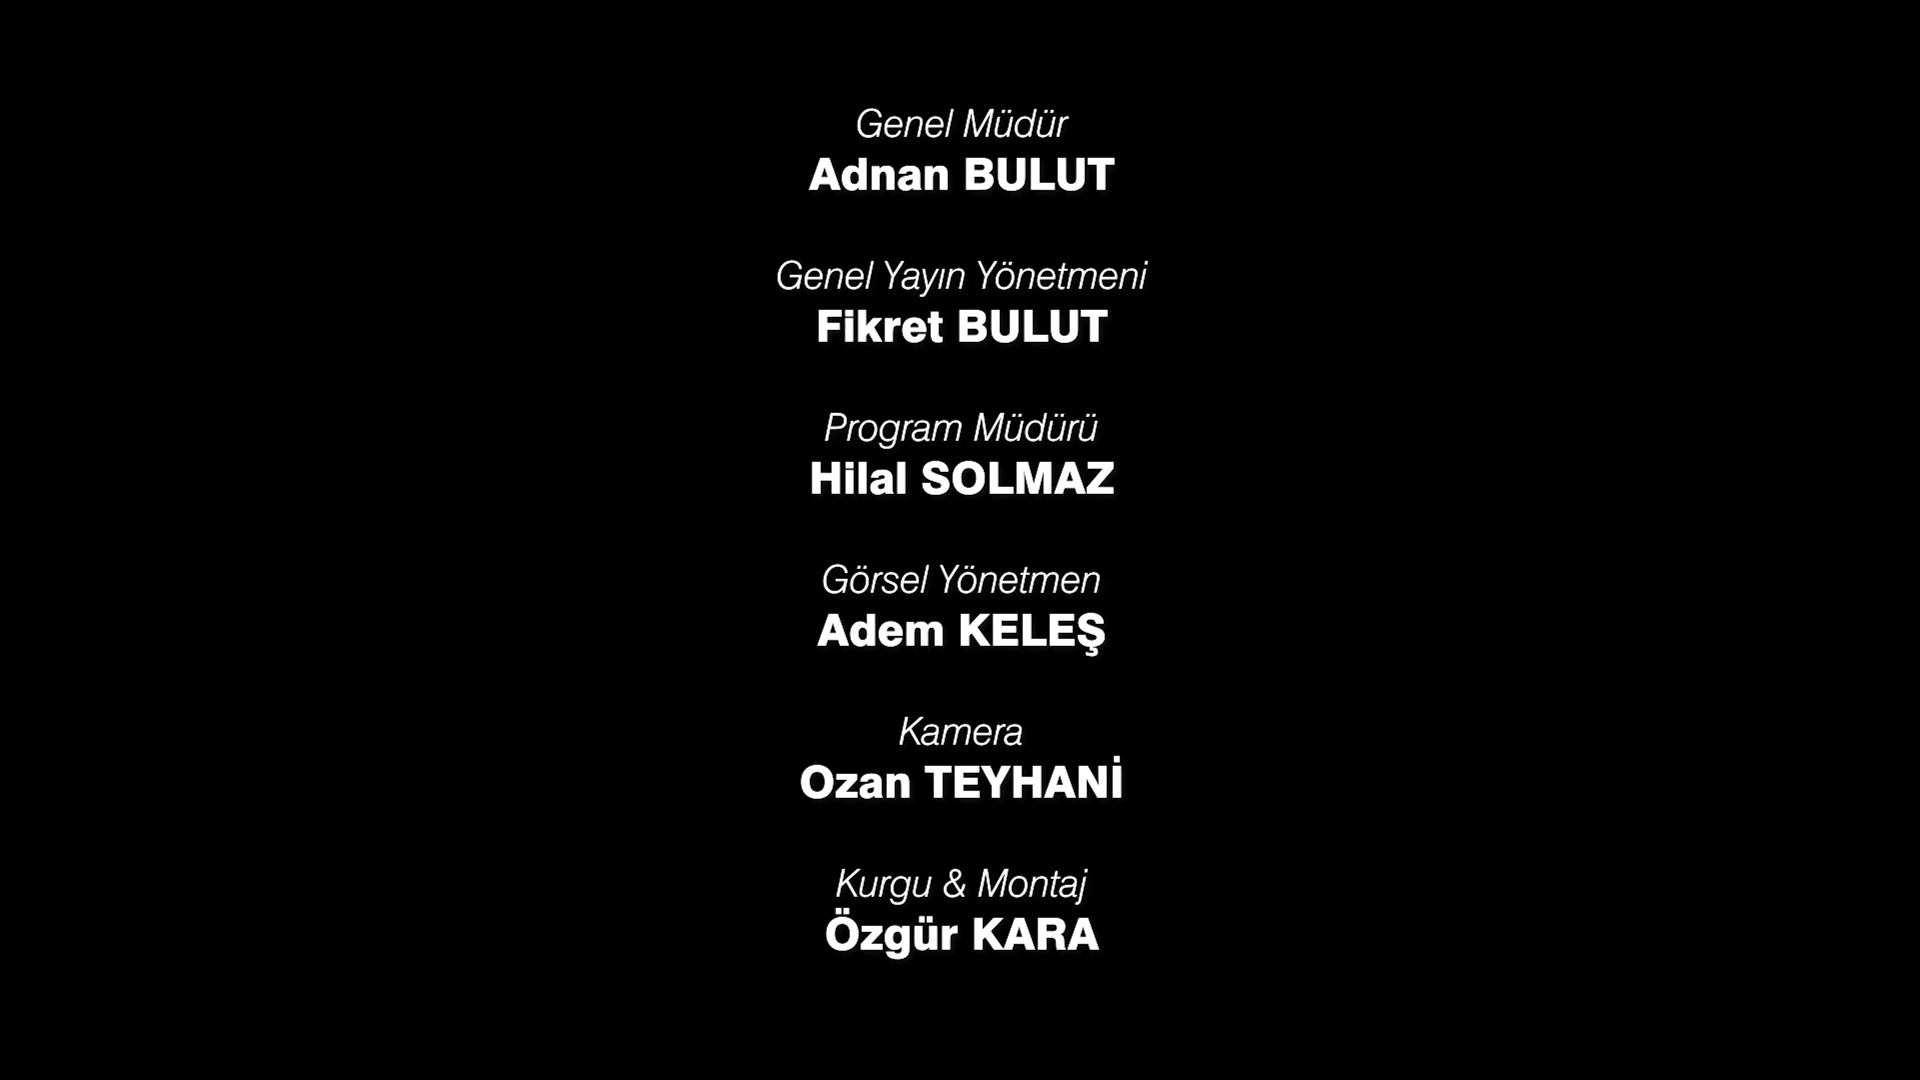 Genel Müdür
Adnan BULUT
Genel Yayın Yönetmeni
Fikret BULUT
Program Müdürü
Hilal SOLMAZ
Görsel Yönetmen
Adem KELEŞ
Kamera
Ozan TEYHANİ
Kurgu & Montaj
Özgür KARA